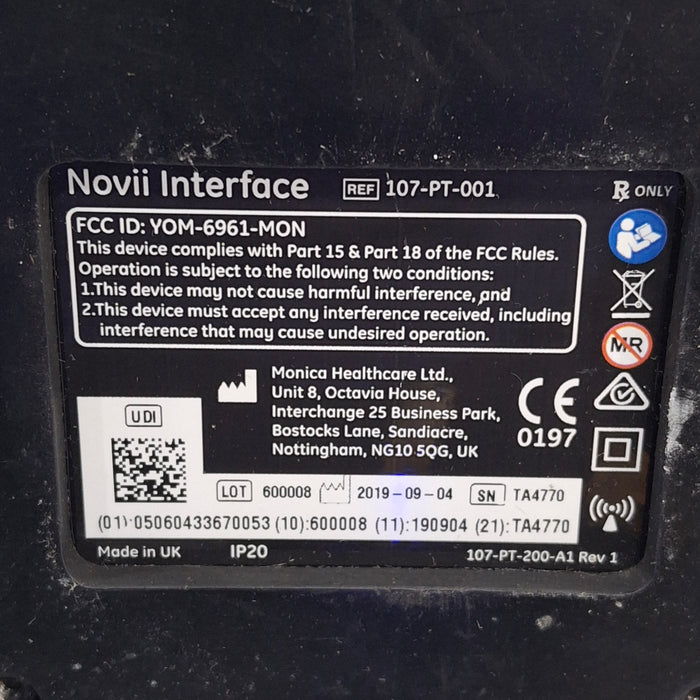 Novii Interface REF 107-PT-001 Rx ONLY
FCC ID: YOM-6961-MON
This device complies with Part 15 & Part 18 of the FCC Rules.
Operation is subject to the following two conditions:
1.This device may not cause harmful interference, and
2.This device must accept any interference received, including
interference that may cause undesired operation.
MR
Monica Healthcare Ltd.,
Unit 8, Octavia House,
Interchange 25 Business Park,
Bostocks Lane, Sandiacre,
Nottingham, NG10 5QG, UK
CE
0197
UDI
LOT 600008 2019-09-04 SN TA4770
(01)05060433670053 (10):600008 (11):190904 (21):TA4770
Made in UK IP20 107-PT-200-A1 Rev 1